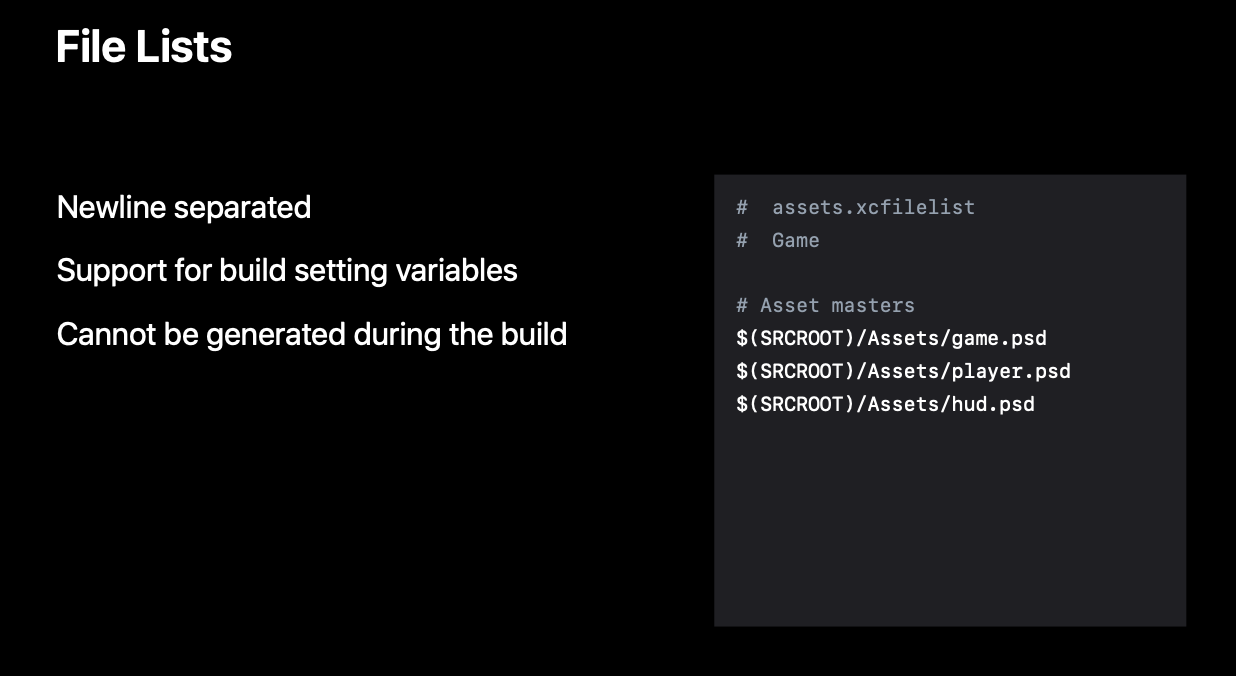 File Lists
Newline separated
Support for build setting variables
Cannot be generated during the build
#  assets.xcfilelist
#  Game
# Asset masters
$(SRCROOT)/Assets/game.psd
$(SRCROOT)/Assets/player.psd
$(SRCROOT)/Assets/hud.psd